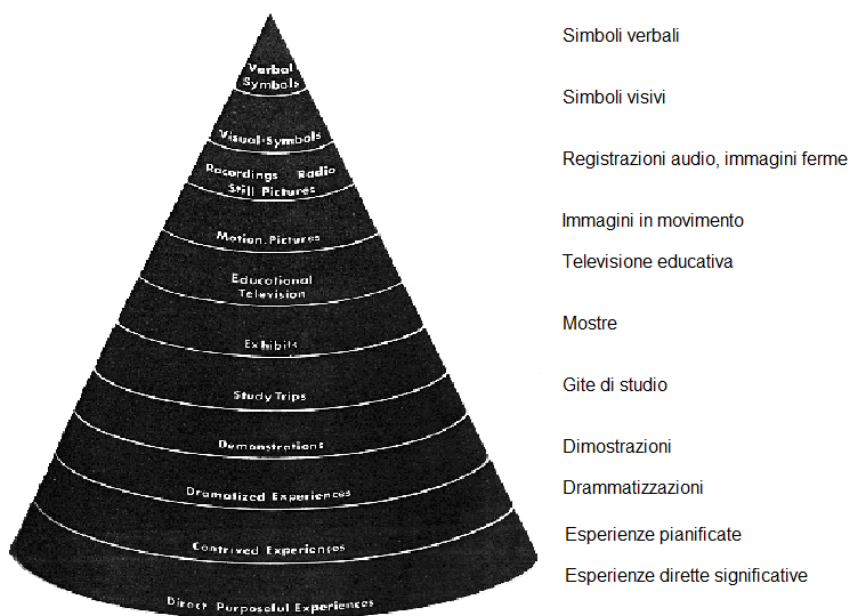 Verbal
Symbols
Simboli verbali
Visual Symbols
Simboli visivi
Recordings Radio
Still Pictures
Registrazioni audio, immagini ferme
Motion Pictures
Immagini in movimento
Educational
Television
Televisione educativa
Exhibits
Mostre
Study Trips
Gite di studio
Demonstrations
Dimostrazioni
Dramatized Experiences
Drammatizzazioni
Contrived Experiences
Esperienze pianificate
Direct Purposeful Experiences
Esperienze dirette significative